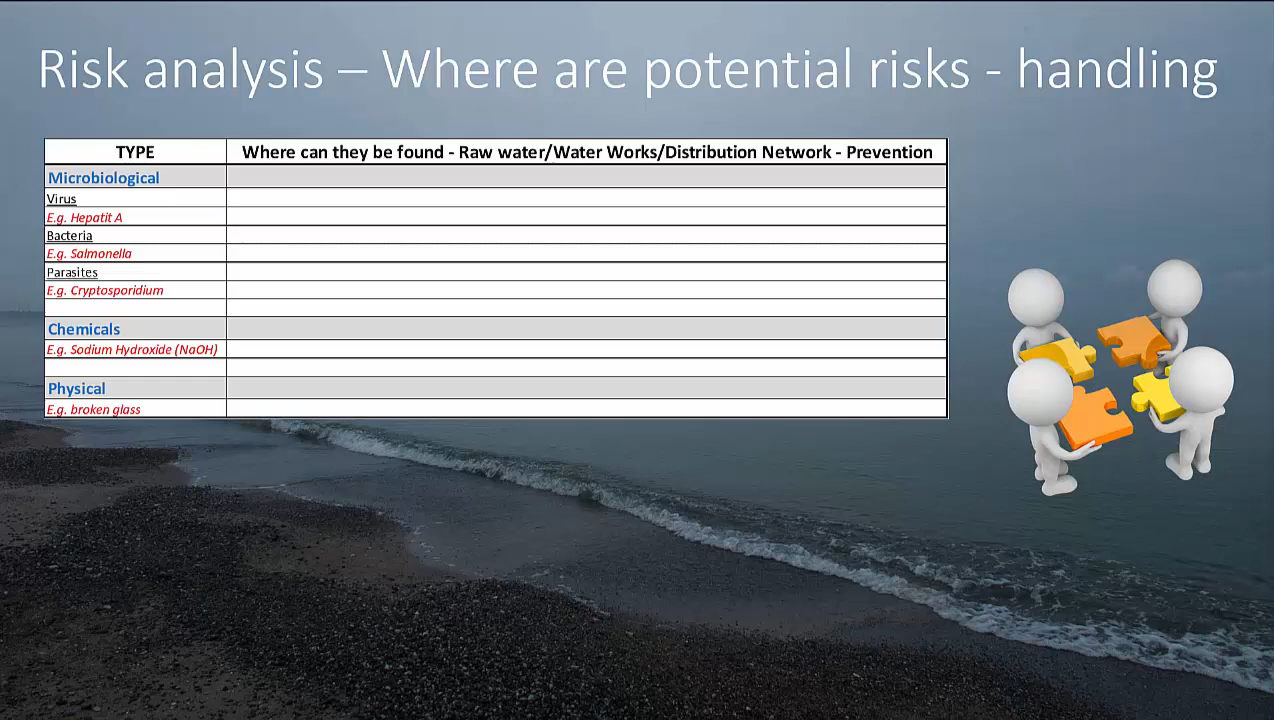 Risk analysis – Where are potential risks - handling
TYPE Where can they be found - Raw water/Water Works/Distribution Network - Prevention
Microbiological
Virus
E.g. Hepatit A
Bacteria
E.g. Salmonella
Parasites
E.g. Cryptosporidium
Chemicals
E.g. Sodium Hydroxide (NaOH)
Physical
E.g. broken glass